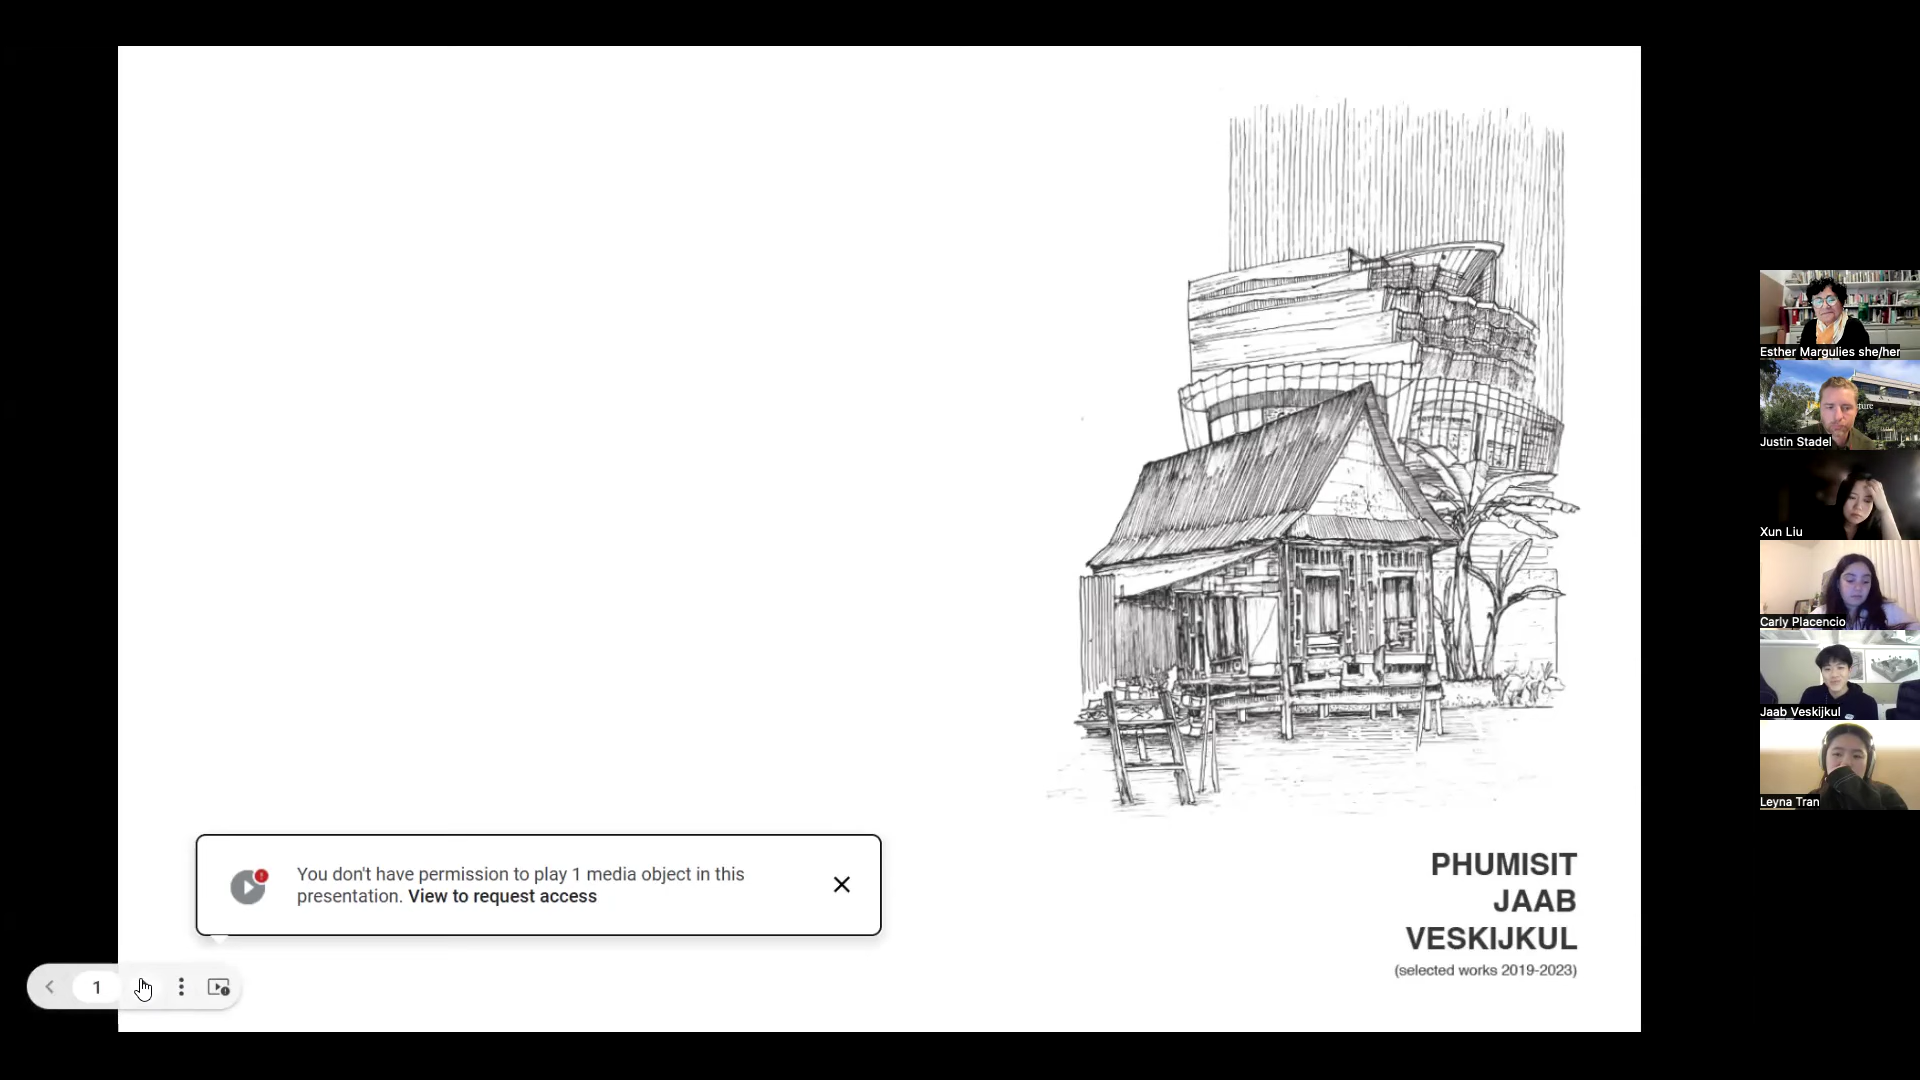 PHUMISIT
JAAB
VESKIJKUL
(selected works 2019-2023)
You don't have permission to play 1 media object in this
presentation. View to request access
1
Esther Margulies she/her
Justin Stadel
Xun Liu
Carly Placencio
Jaab Veskijkul
Leyna Tran